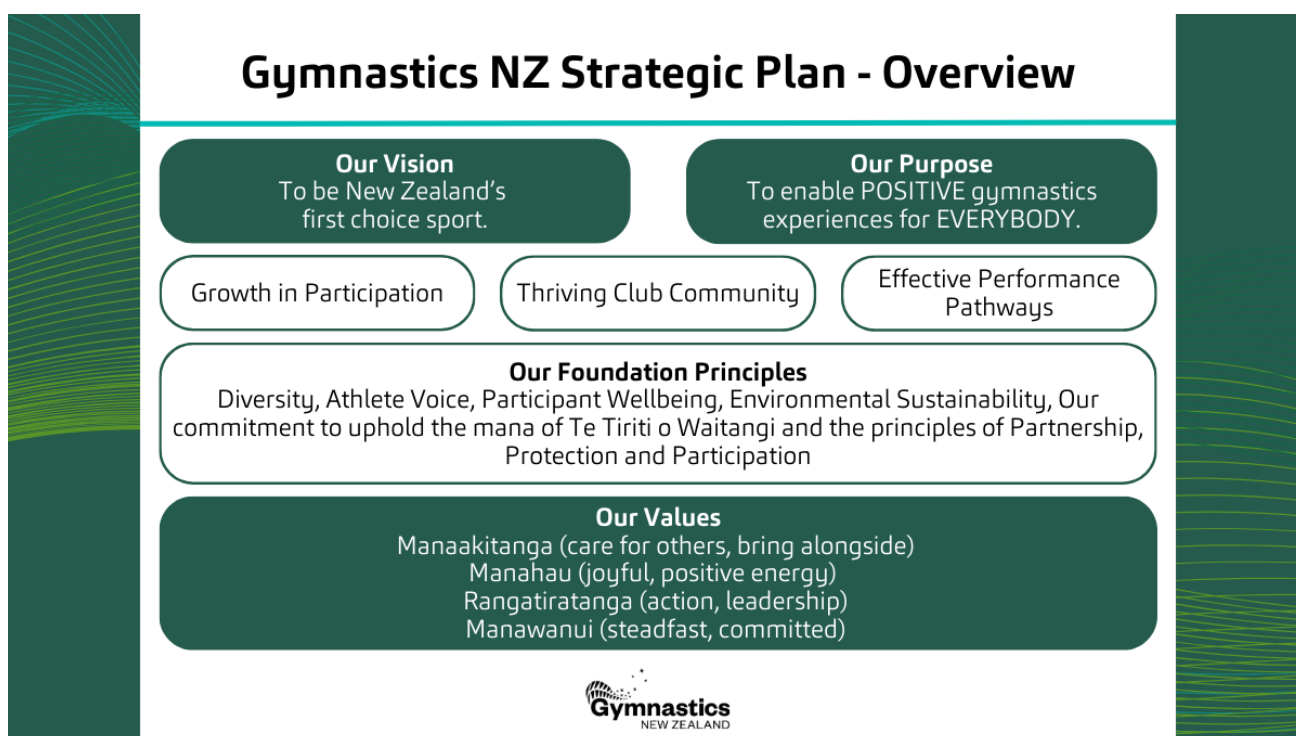 Gymnastics NZ Strategic Plan - Overview
Our Vision
To be New Zealand's
first choice sport.
Our Purpose
To enable POSITIVE gymnastics
experiences for EVERYBODY.
Growth in Participation
Thriving Club Community
Effective Performance
Pathways
Our Foundation Principles
Diversity, Athlete Voice, Participant Wellbeing, Environmental Sustainability, Our
commitment to uphold the mana of Te Tiriti o Waitangi and the principles of Partnership,
Protection and Participation
Our Values
Manaakitanga (care for others, bring alongside)
Manahau (joyful, positive energy)
Rangatiratanga (action, leadership)
Manawanui (steadfast, committed)
Gymnastics
NEW ZEALAND